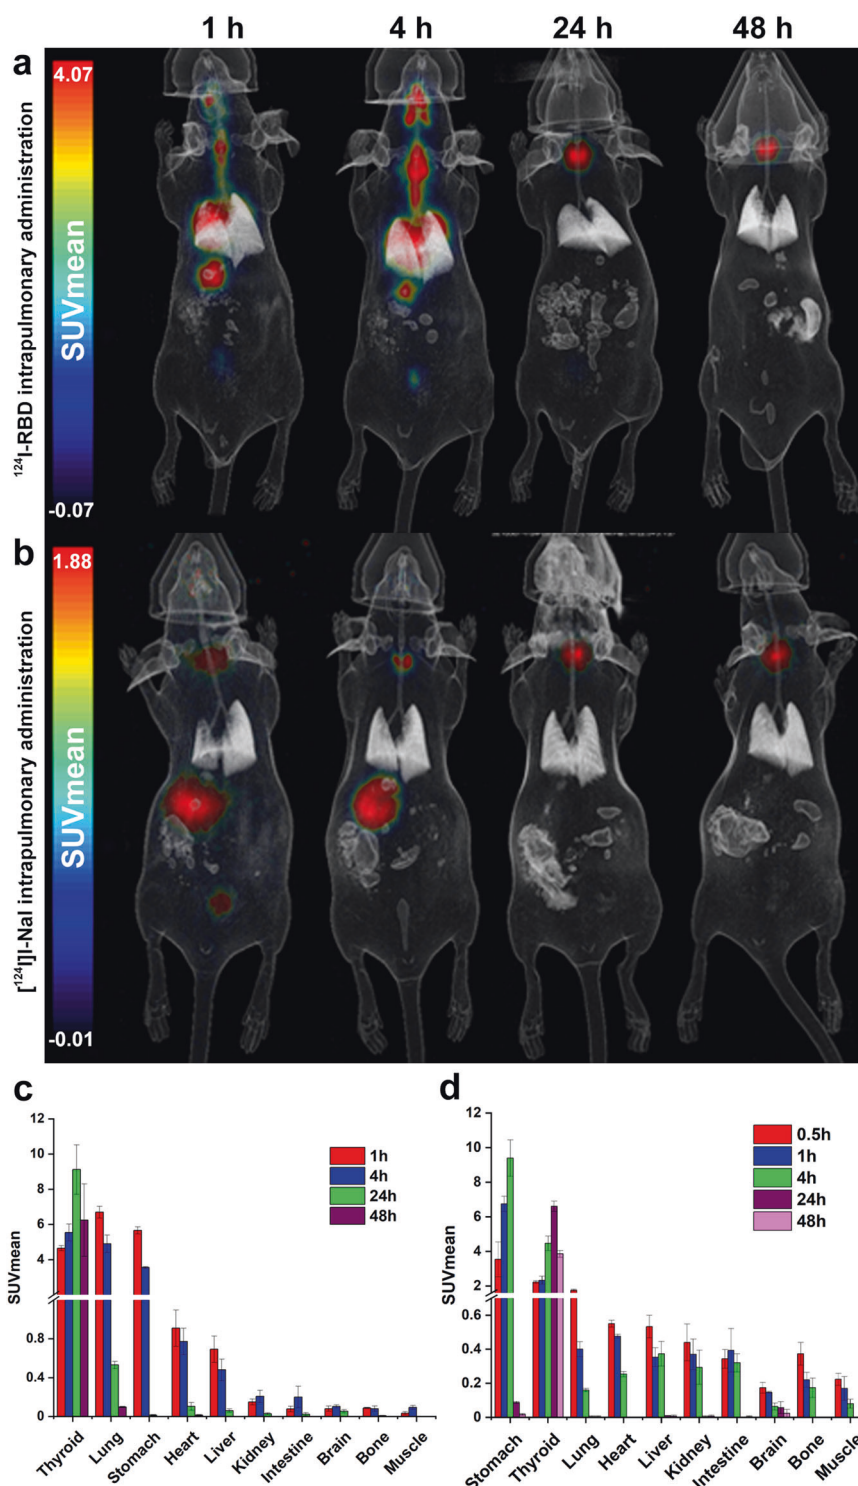 1 h 4 h 24 h 48 h
a
4.07
SUVmean
-0.07
¹²⁴I-RBD intrapulmonary administration
b
1.88
SUVmean
-0.01
[¹²⁴I]I-NaI intrapulmonary administration
c
12
10
8
6
4
0.8
0.4
0
SUVmean
1h
4h
24h
48h
Thyroid Lung Stomach Heart Liver Kidney Intestine Brain Bone Muscle
d
12
10
8
6
4
2
0.6
0.4
0.2
0
SUVmean
0.5h
1h
4h
24h
48h
Stomach Thyroid Lung Heart Liver Kidney Intestine Brain Bone Muscle